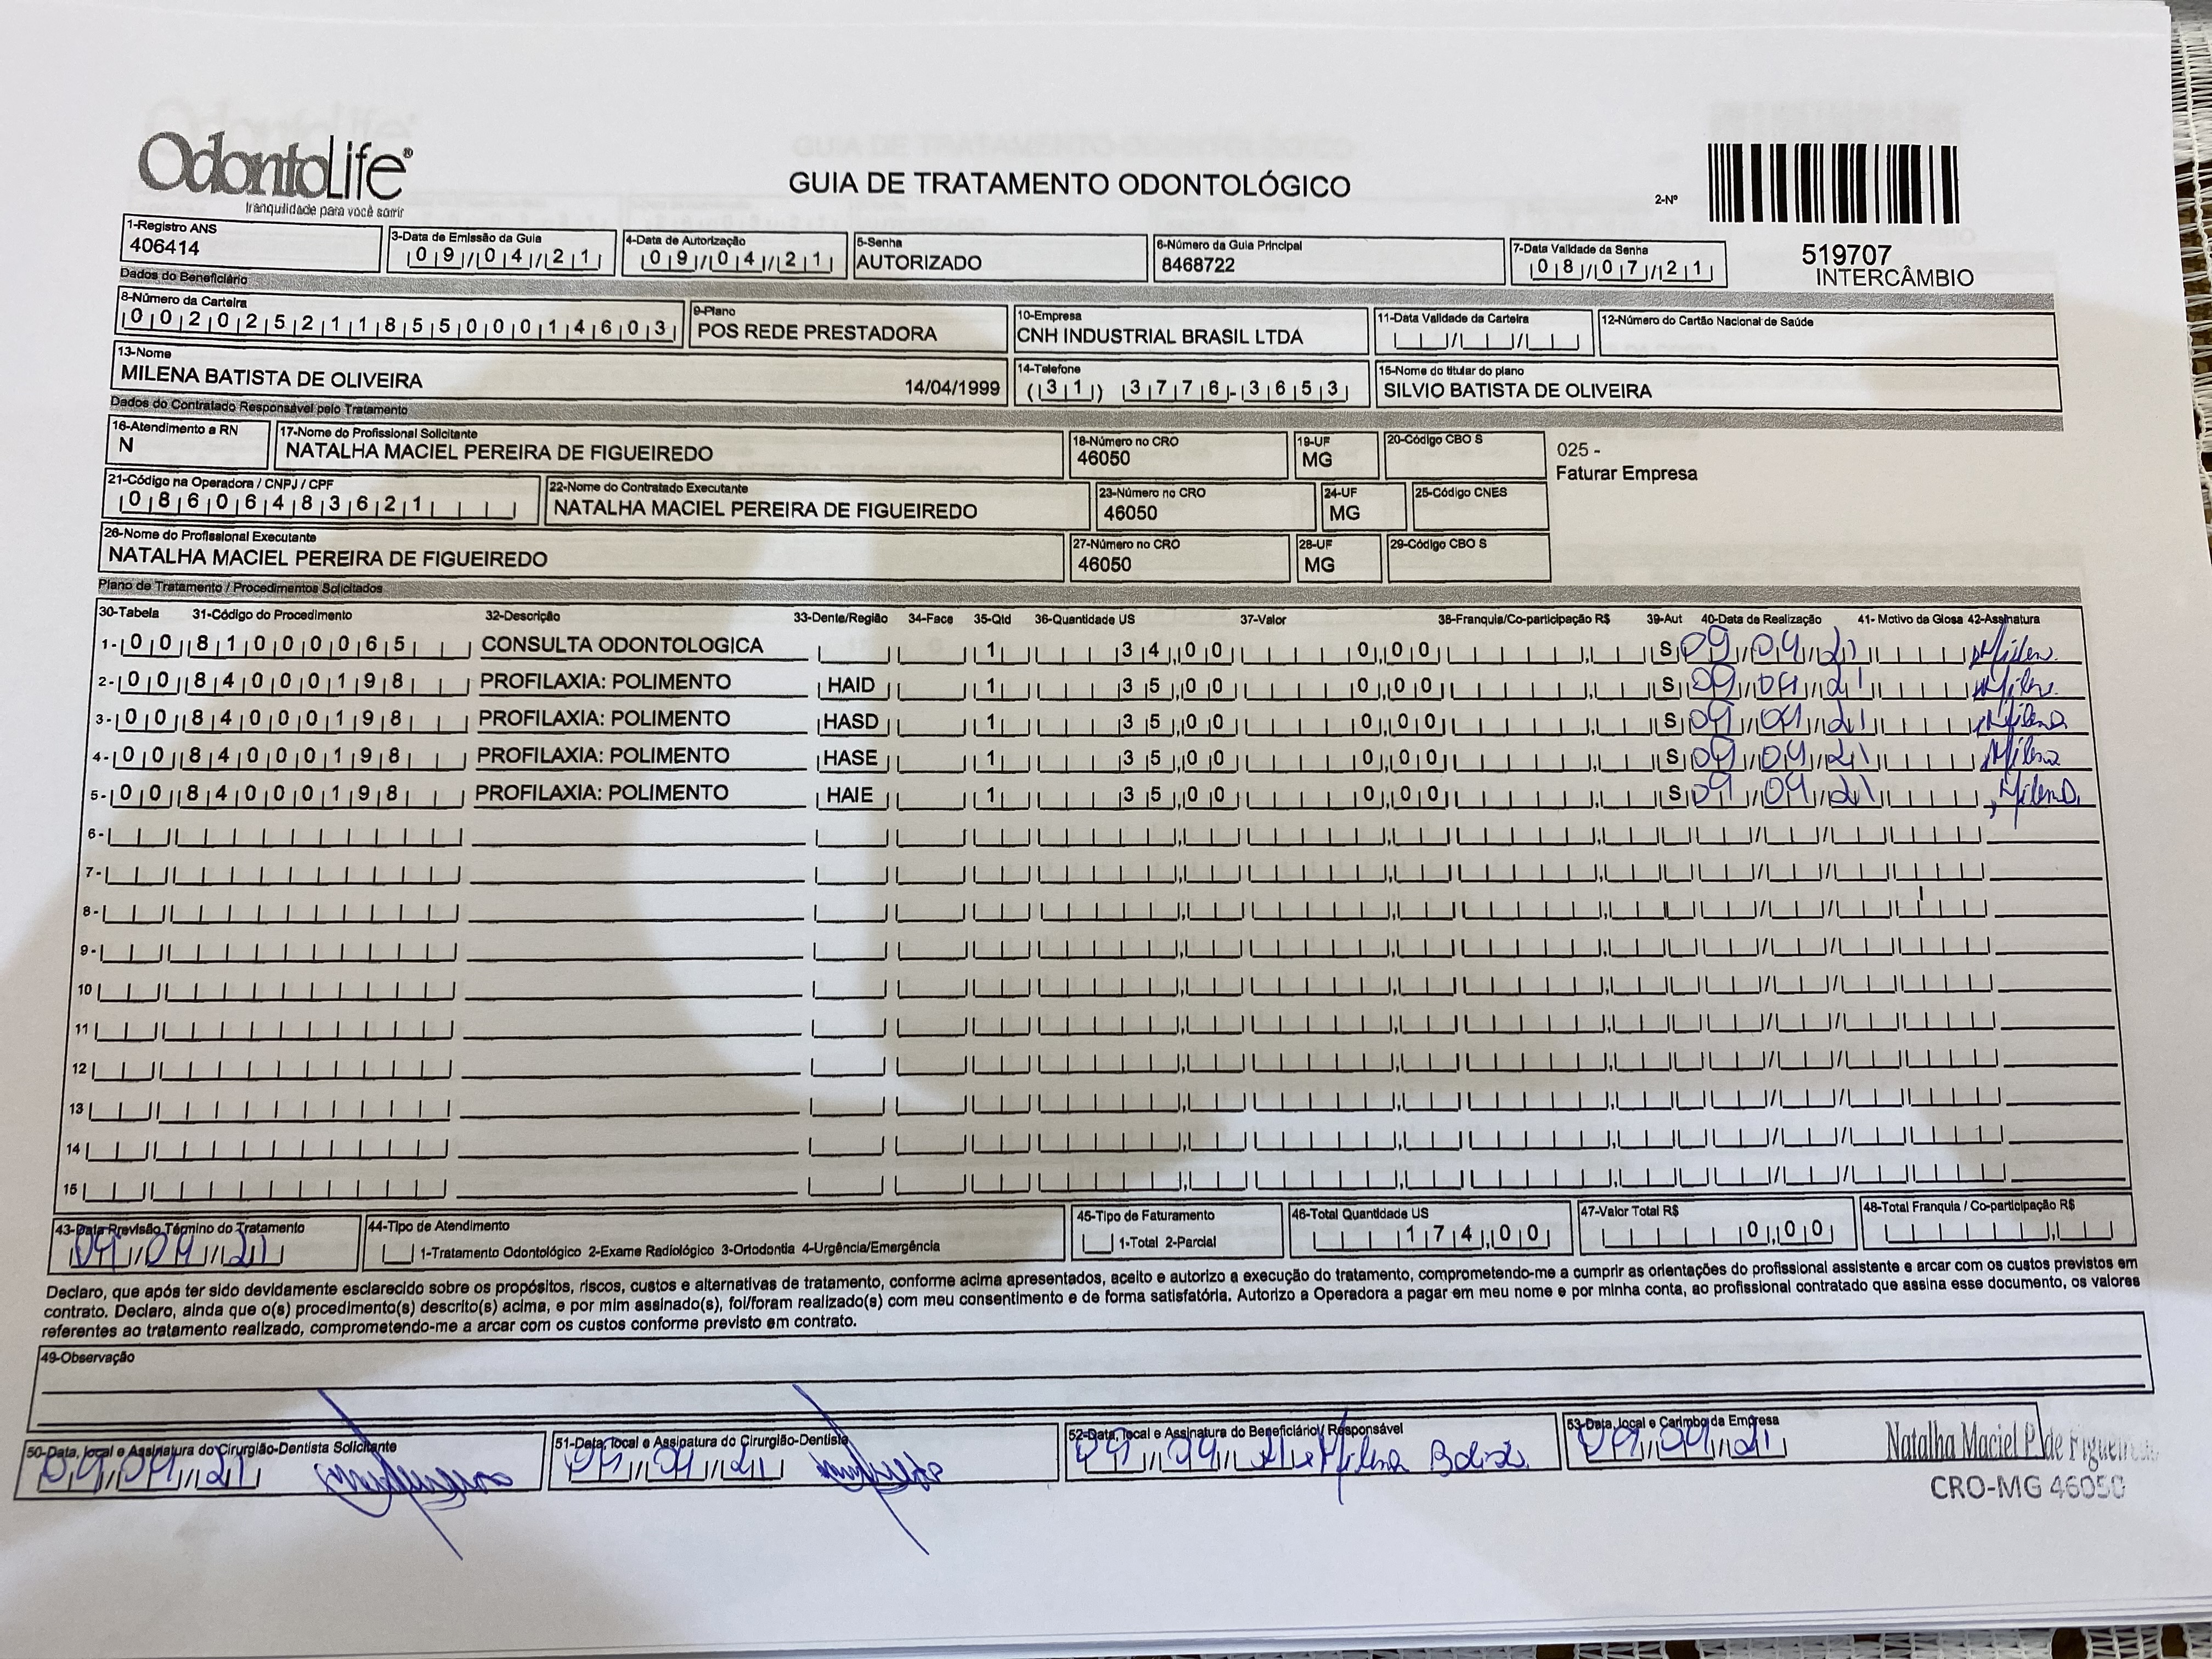 OdontoLife®
Tranquilidade para você sorrir
GUIA DE TRATAMENTO ODONTOLÓGICO
2-Nº
519707
INTERCÂMBIO
1-Registro ANS
406414
3-Data de Emissão da Guia
09/04/21
4-Data de Autorização
09/04/21
5-Senha
AUTORIZADO
6-Número da Guia Principal
8468722
7-Data Validade da Senha
08/07/21
Dados do Beneficiário
8-Número da Carteira
00202521185500014603
9-Plano
POS REDE PRESTADORA
10-Empresa
CNH INDUSTRIAL BRASIL LTDA
11-Data Validade da Carteira
12-Número do Cartão Nacional de Saúde
13-Nome
MILENA BATISTA DE OLIVEIRA 14/04/1999
14-Telefone
(31) 3776-3653
15-Nome do titular do plano
SILVIO BATISTA DE OLIVEIRA
Dados do Contratado Responsável pelo Tratamento
16-Atendimento a RN
N
17-Nome do Profissional Solicitante
NATALHA MACIEL PEREIRA DE FIGUEIREDO
18-Número no CRO
46050
19-UF
MG
20-Código CBO S
025 -
Faturar Empresa
21-Código na Operadora / CNPJ / CPF
08606483621
22-Nome do Contratado Executante
NATALHA MACIEL PEREIRA DE FIGUEIREDO
23-Número no CRO
46050
24-UF
MG
25-Código CNES
26-Nome do Profissional Executante
NATALHA MACIEL PEREIRA DE FIGUEIREDO
27-Número no CRO
46050
28-UF
MG
29-Código CBO S
Plano de Tratamento / Procedimentos Solicitados
30-Tabela 31-Código do Procedimento 32-Descrição 33-Dente/Região 34-Face 35-Qtd 36-Quantidade US 37-Valor 38-Franquia/Co-participação R$ 39-Aut 40-Data de Realização 41- Motivo da Glosa 42-Assinatura
1- 00 81000065 CONSULTA ODONTOLOGICA 1 34,00 0,00 S 09/04/21 Milen.
2- 00 84000198 PROFILAXIA: POLIMENTO HAID 1 35,00 0,00 S 09/04/21 Milen.
3- 00 84000198 PROFILAXIA: POLIMENTO HASD 1 35,00 0,00 S 09/04/21 Milena
4- 00 84000198 PROFILAXIA: POLIMENTO HASE 1 35,00 0,00 S 09/04/21 Milena
5- 00 84000198 PROFILAXIA: POLIMENTO HAIE 1 35,00 0,00 S 09/04/21 Milena
6-
7-
8-
9-
10
11
12
13
14
15
43-Data Previsão Término do Tratamento
09/04/21
44-Tipo de Atendimento
1-Tratamento Odontológico 2-Exame Radiológico 3-Ortodontia 4-Urgência/Emergência
45-Tipo de Faturamento
1-Total 2-Parcial
46-Total Quantidade US
174,00
47-Valor Total R$
0,00
48-Total Franquia / Co-participação R$
Declaro, que após ter sido devidamente esclarecido sobre os propósitos, riscos, custos e alternativas de tratamento, conforme acima apresentados, aceito e autorizo a execução do tratamento, comprometendo-me a cumprir as orientações do profissional assistente e arcar com os custos previstos em
contrato. Declaro, ainda que o(s) procedimento(s) descrito(s) acima, e por mim assinado(s), foi/foram realizado(s) com meu consentimento e de forma satisfatória. Autorizo a Operadora a pagar em meu nome e por minha conta, ao profissional contratado que assina esse documento, os valores
referentes ao tratamento realizado, comprometendo-me a arcar com os custos conforme previsto em contrato.
49-Observação
50-Data, local e Assinatura do Cirurgião-Dentista Solicitante
09/04/21
51-Data, local e Assinatura do Cirurgião-Dentista
09/04/21
52-Data, local e Assinatura do Beneficiário / Responsável
09/04/21 Milena Batista
53-Data, local e Carimbo da Empresa
09/04/21
Natalha Maciel P. de Figueiredo
CRO-MG 46050